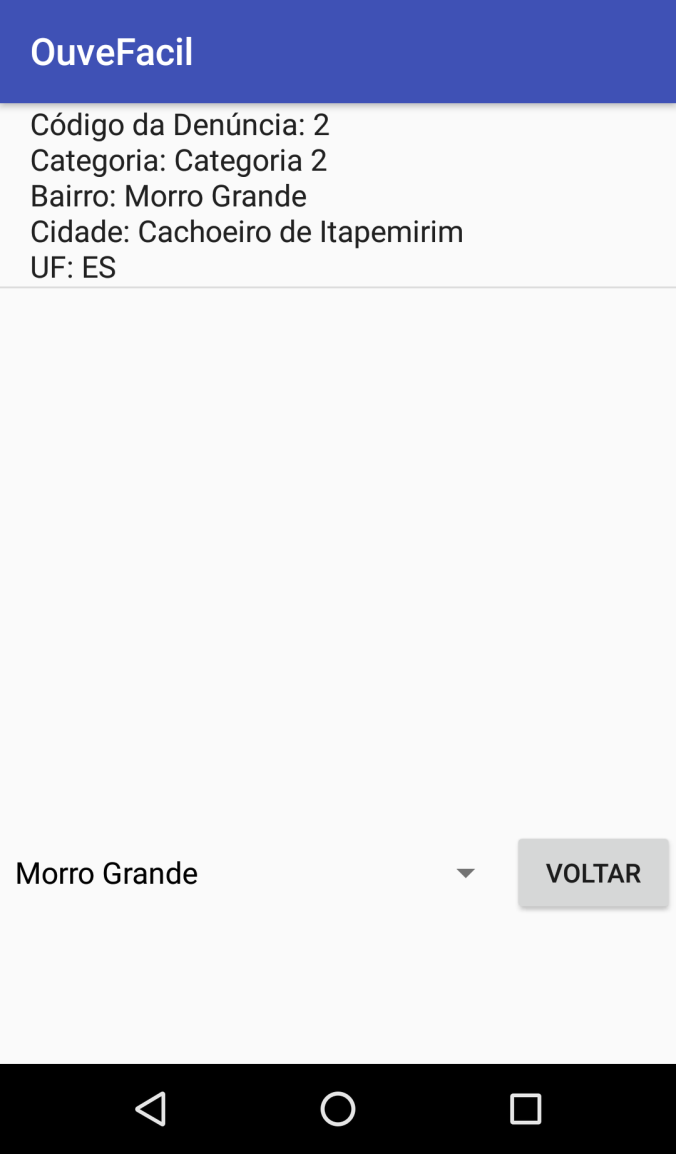 OuveFacil
Código da Denúncia: 2
Categoria: Categoria 2
Bairro: Morro Grande
Cidade: Cachoeiro de Itapemirim
UF: ES
Morro Grande
VOLTAR